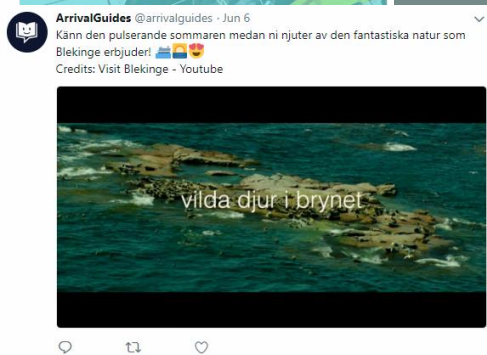 ArrivalGuides @arrivalguides · Jun 6
Känn den pulserande sommaren medan ni njuter av den fantastiska natur som
Blekinge erbjuder! 🛋️🌅😍
Credits: Visit Blekinge - Youtube
vilda djur i brynet